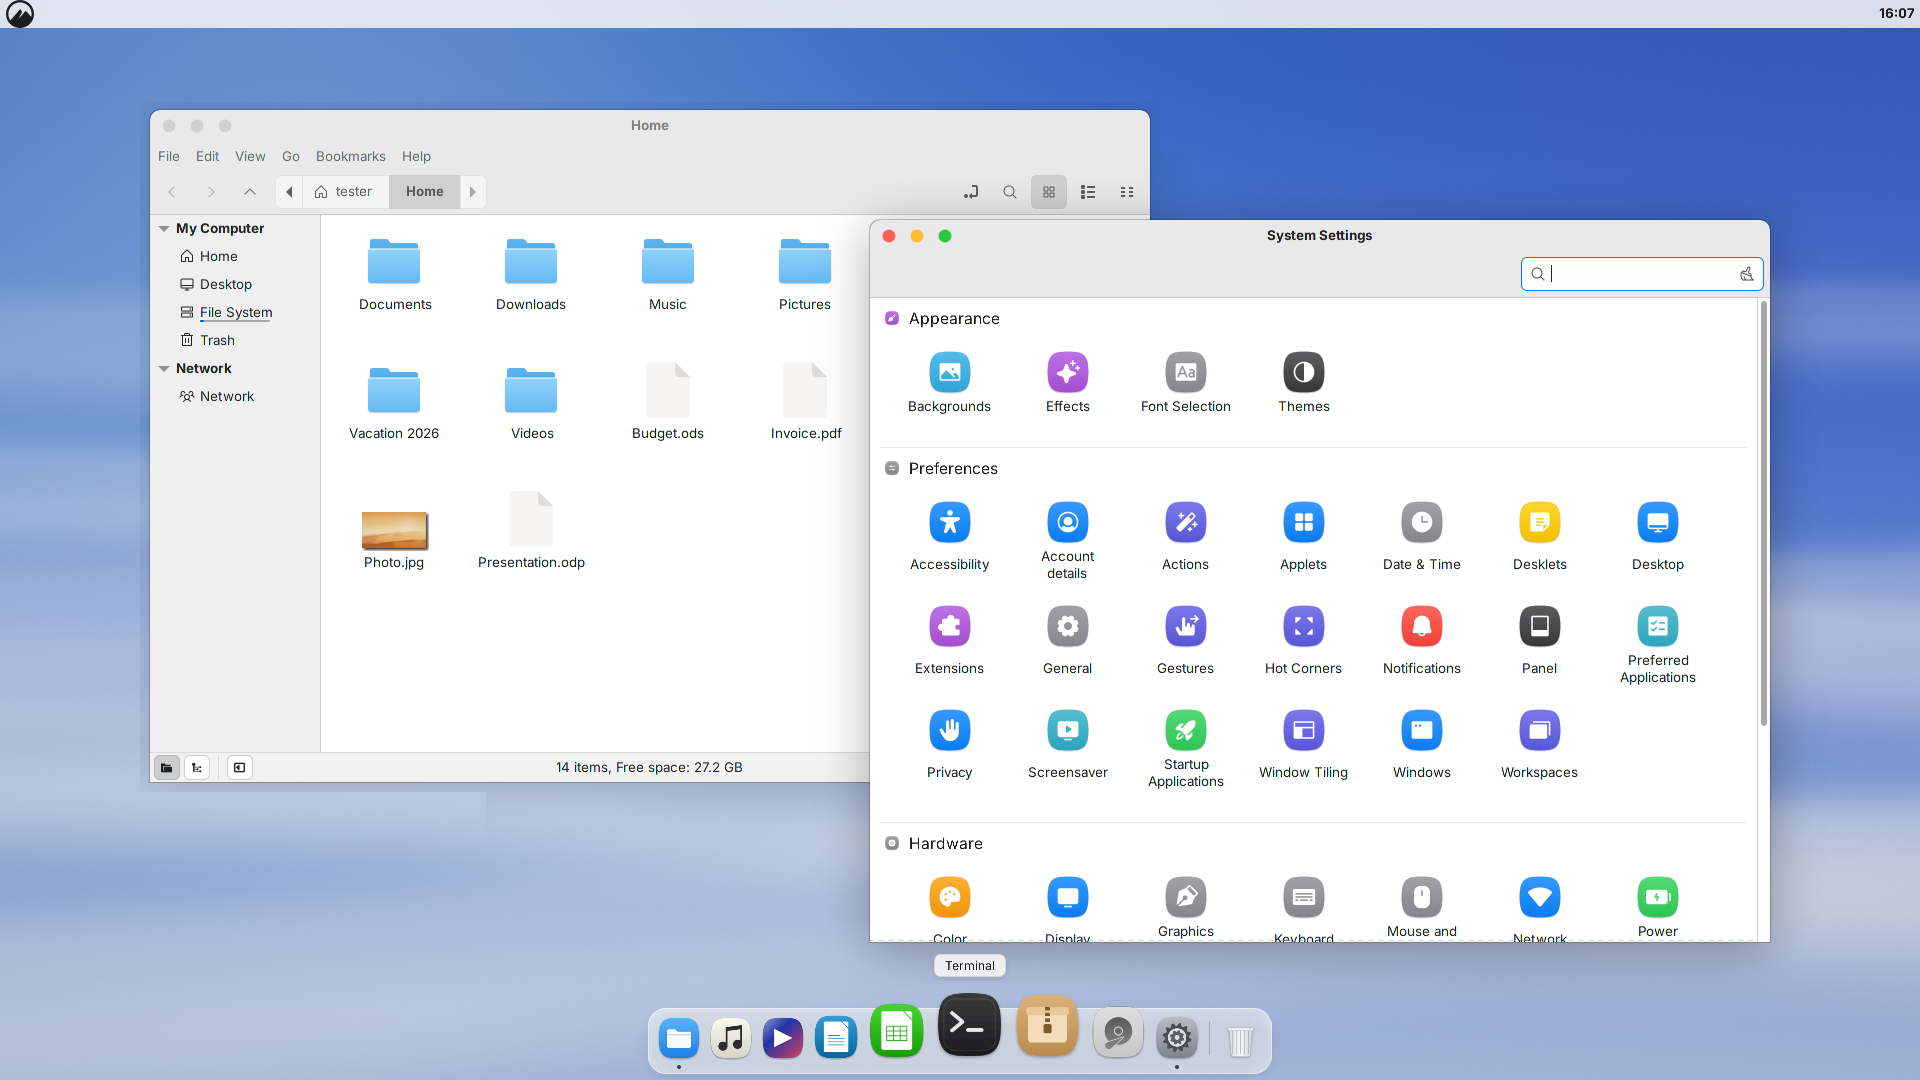 16:07
Home
File Edit View Go Bookmarks Help
tester Home
My Computer
Home
Desktop
File System
Trash
Network
Network
Documents Downloads Music Pictures
Vacation 2026 Videos Budget.ods Invoice.pdf
Photo.jpg Presentation.odp
14 items, Free space: 27.2 GB
System Settings
Appearance
Backgrounds Effects Font Selection Themes
Preferences
Accessibility Account details Actions Applets Date & Time Desklets Desktop
Extensions General Gestures Hot Corners Notifications Panel Preferred Applications
Privacy Screensaver Startup Applications Window Tiling Windows Workspaces
Hardware
Color Display Graphics Keyboard Mouse and Network Power
Terminal